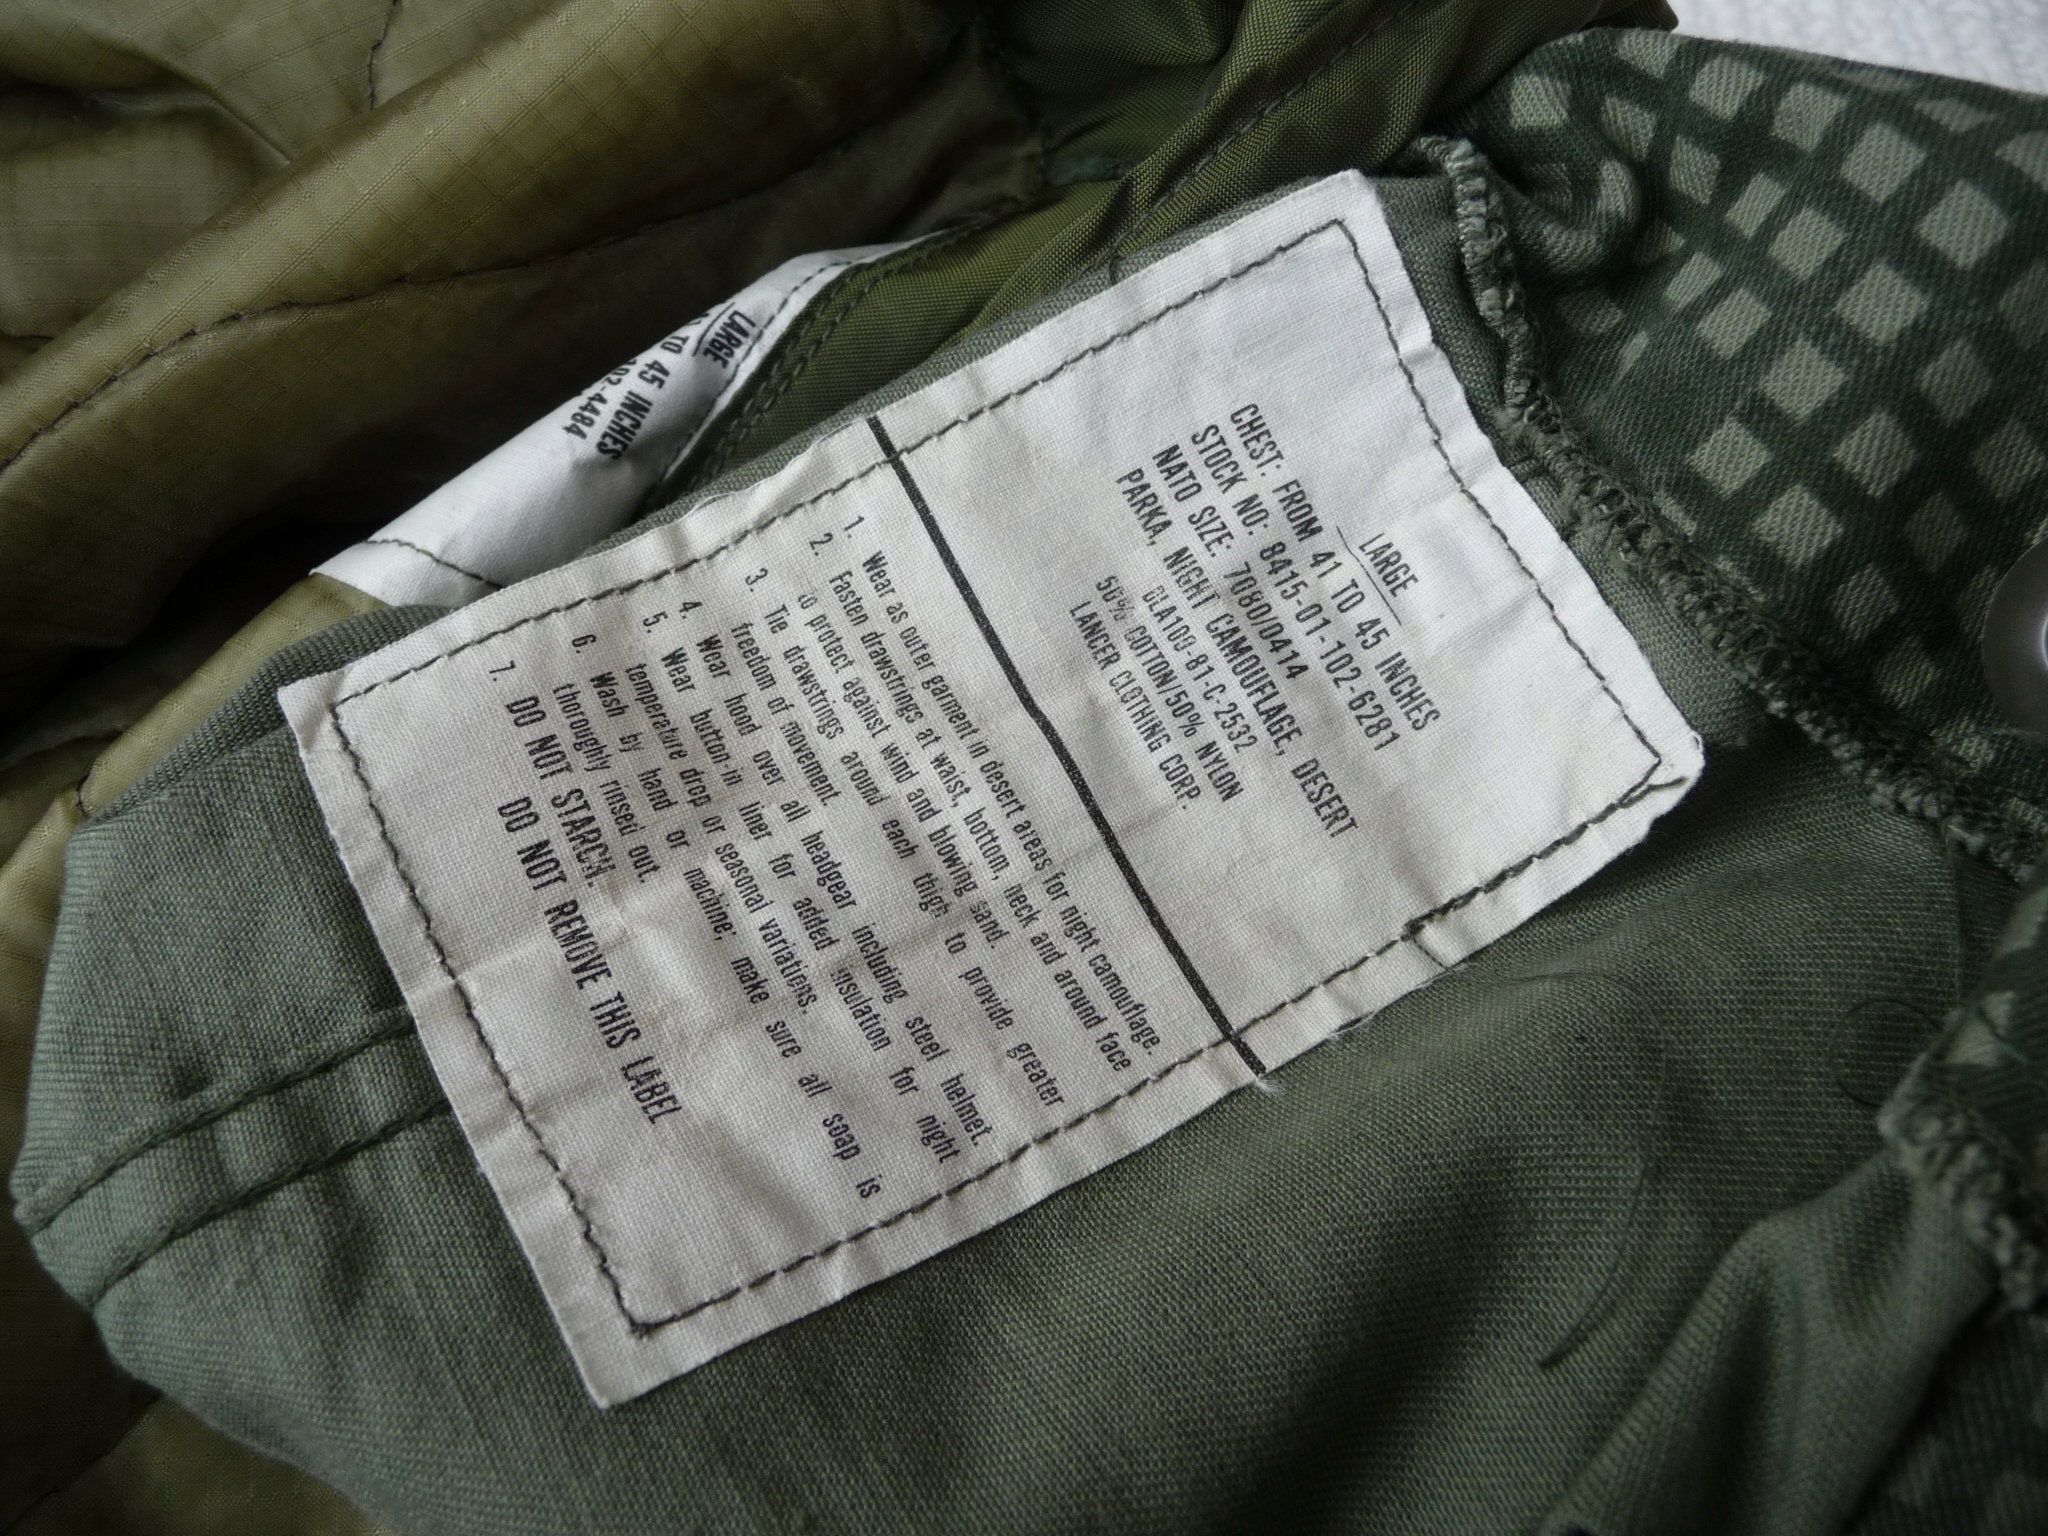 LARGE
CHEST: FROM 41 TO 45 INCHES
STOCK NO: 8415-01-102-6281
NATO SIZE: 7080/0414
PARKA, NIGHT CAMOUFLAGE, DESERT
DLA100-81-C-2532
50% COTTON/50% NYLON
LANCER CLOTHING CORP.
1. Wear as outer garment in desert areas for night camouflage.
2. Fasten drawstrings at waist, bottom, neck and around face
to protect against wind and blowing sand.
3. Tie drawstrings around each thigh to provide greater
freedom of movement.
4. Wear hood over all headgear including steel helmet.
5. Wear button-in liner for added insulation for night
temperature drop or seasonal variations.
6. Wash by hand or machine; make sure all soap is
thoroughly rinsed out.
7. DO NOT STARCH.
DO NOT REMOVE THIS LABEL
LARGE
TO 45 INCHES
102-4484